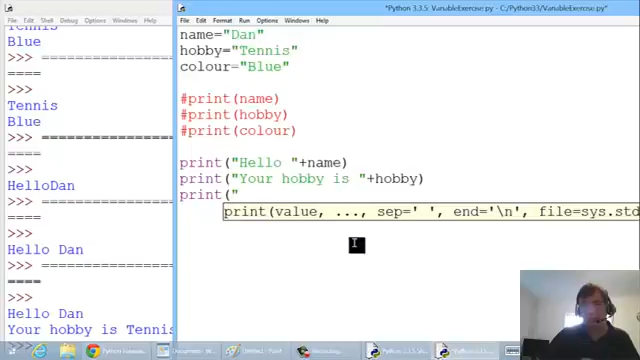 *Python 3.3.5: VariableExercise.py - C:/Python33/VariableExercise.py*
File Edit Shell Debug Options Windows Help
File Edit Format Run Options Windows Help
Tennis
Blue
>>> ================
====
>>>
Tennis
Blue
>>> ================
====
>>>
HelloDan
>>> ================
====
>>>
Hello Dan
>>> ================
====
>>>
Hello Dan
Your hobby is Tennis
>>>
name="Dan"
hobby="Tennis"
colour="Blue"
#print(name)
#print(hobby)
#print(colour)
print("Hello "+name)
print("Your hobby is "+hobby)
print("
print(value, ..., sep=' ', end='\n', file=sys.std